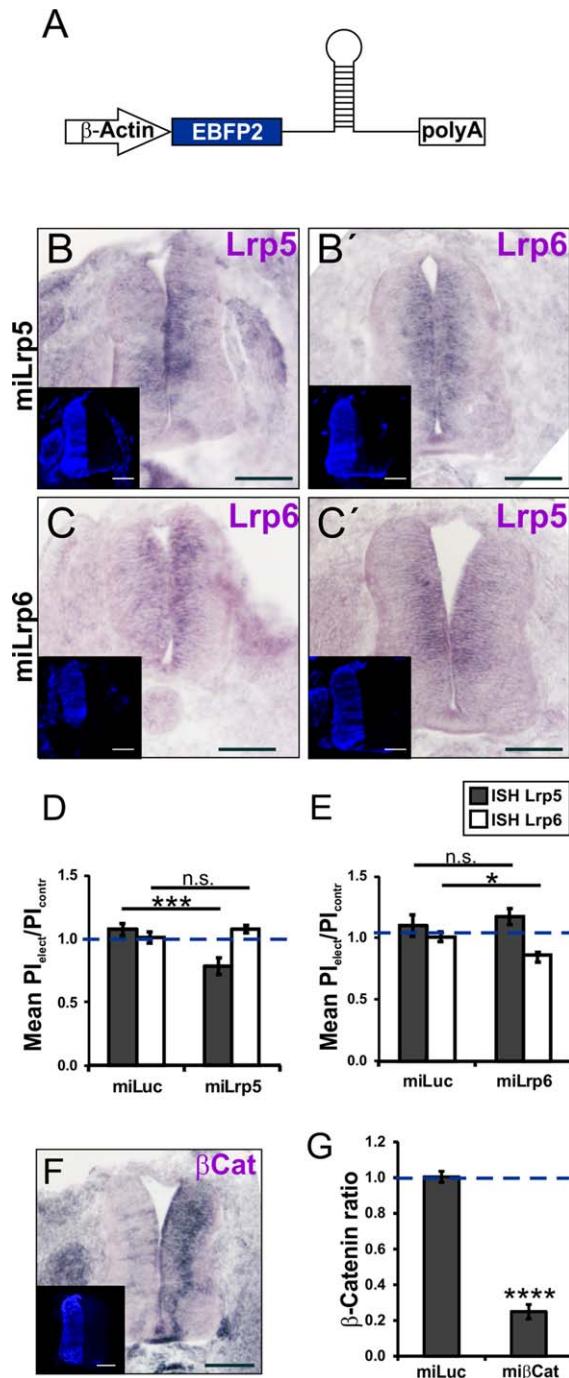 A
β-Actin EBFP2 polyA
B Lrp5
B´ Lrp6
miLrp5
C Lrp6
C´ Lrp5
miLrp6
ISH Lrp5
ISH Lrp6
D
Mean PIelect/PIcontr
1.5
1.0
0.5
0.0
n.s.
***
miLuc miLrp5
E
Mean PIelect/PIcontr
1.5
1.0
0.5
0.0
n.s.
*
miLuc miLrp6
F βCat
G
β-Catenin ratio
1.2
1.0
0.8
0.6
0.4
0.2
0.0
****
miLuc miβCat